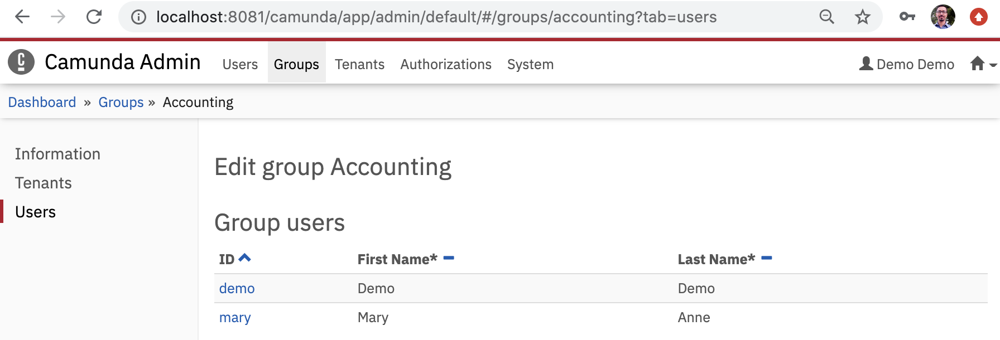 localhost:8081/camunda/app/admin/default/#/groups/accounting?tab=users
Camunda Admin Users Groups Tenants Authorizations System Demo Demo
Dashboard » Groups » Accounting
Information
Tenants
Users
Edit group Accounting
Group users
ID First Name* Last Name*
demo Demo Demo
mary Mary Anne